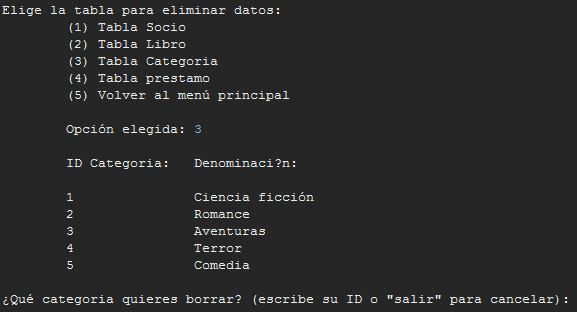 Elige la tabla para eliminar datos:
(1) Tabla Socio
(2) Tabla Libro
(3) Tabla Categoria
(4) Tabla prestamo
(5) Volver al menú principal
Opción elegida: 3
ID Categoria: Denominaci?n:
1 Ciencia ficción
2 Romance
3 Aventuras
4 Terror
5 Comedia
¿Qué categoria quieres borrar? (escribe su ID o "salir" para cancelar):